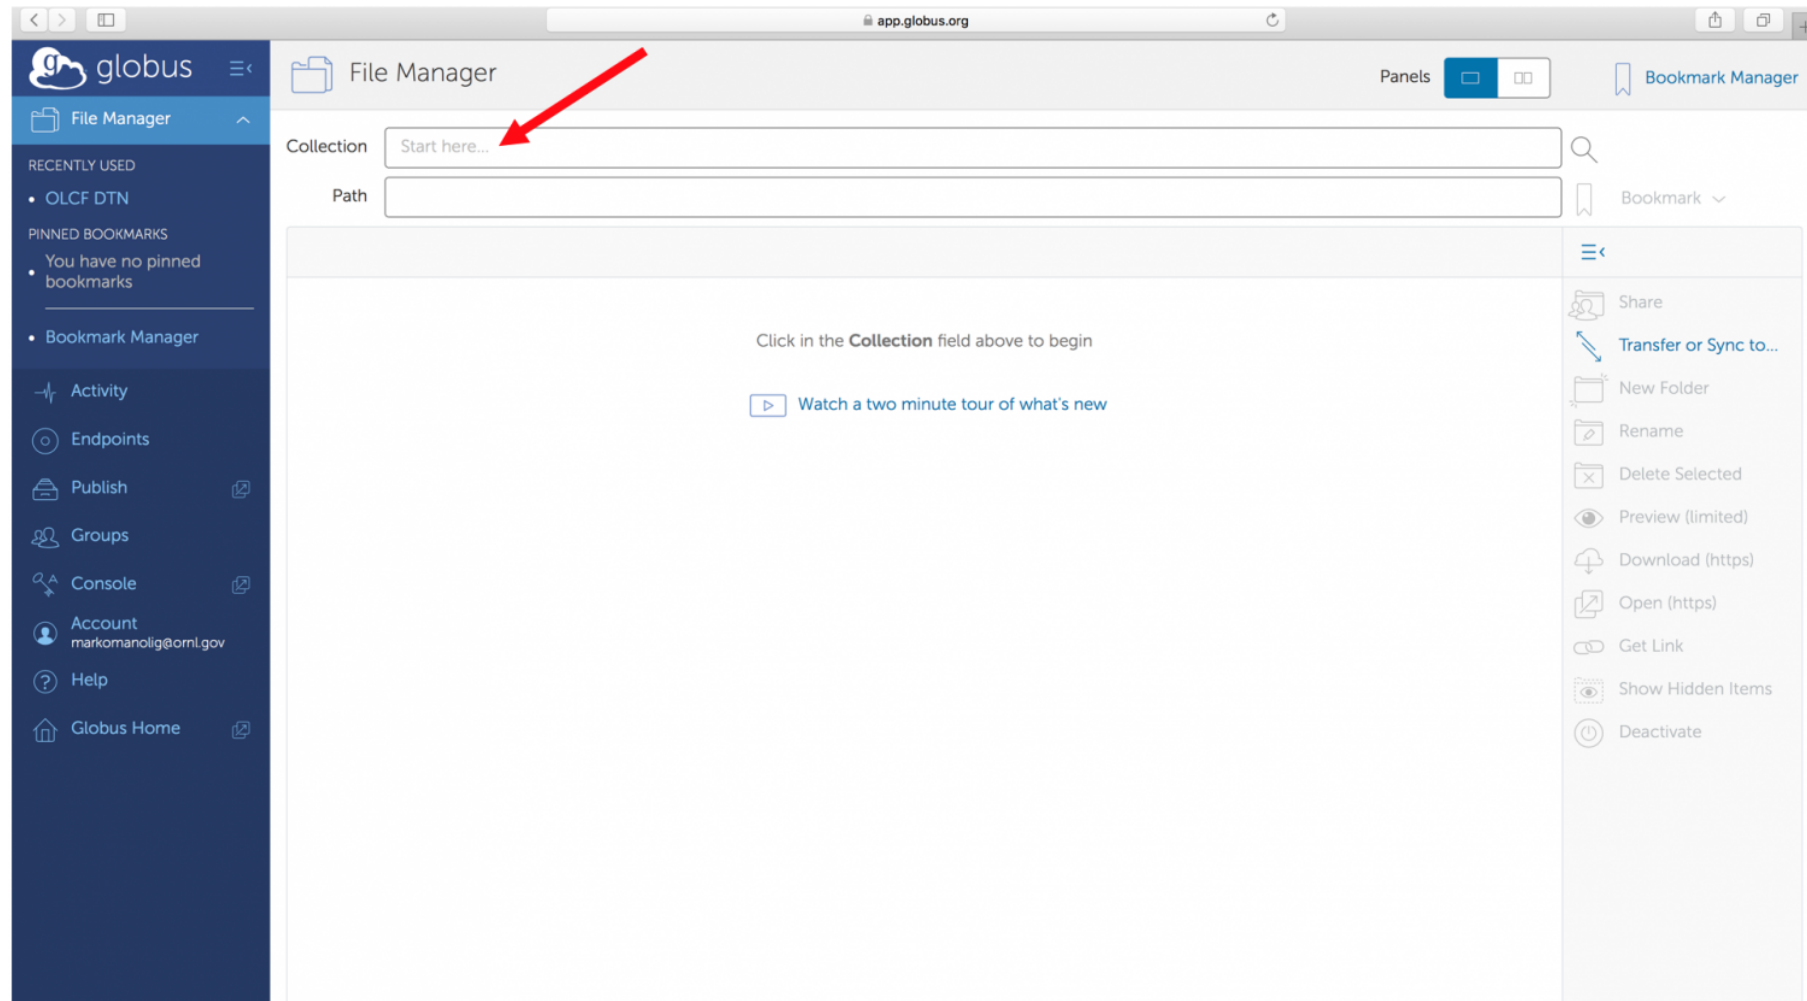 app.globus.org
globus
File Manager
RECENTLY USED
• OLCF DTN
PINNED BOOKMARKS
• You have no pinned
bookmarks
• Bookmark Manager
Activity
Endpoints
Publish
Groups
Console
Account
markomanolig@ornl.gov
Help
Globus Home
File Manager
Panels
Bookmark Manager
Collection
Start here...
Path
Bookmark
Click in the Collection field above to begin
Watch a two minute tour of what's new
Share
Transfer or Sync to...
New Folder
Rename
Delete Selected
Preview (limited)
Download (https)
Open (https)
Get Link
Show Hidden Items
Deactivate